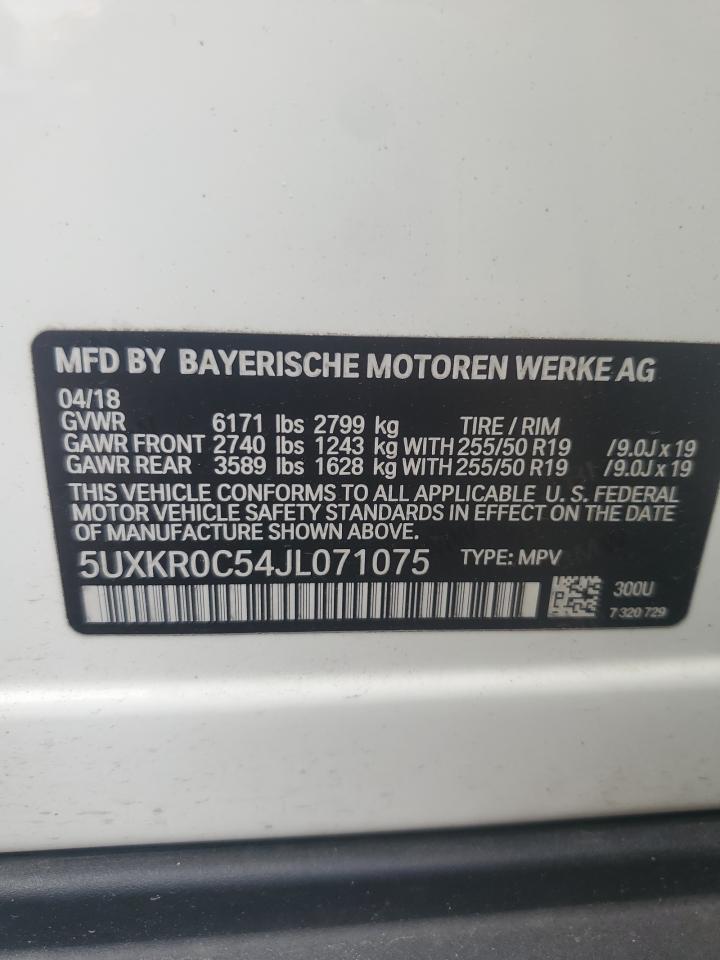 MFD BY BAYERISCHE MOTOREN WERKE AG
04/18
GVWR 6171 lbs 2799 kg TIRE / RIM
GAWR FRONT 2740 lbs 1243 kg WITH 255/50 R19 /9.0J x 19
GAWR REAR 3589 lbs 1628 kg WITH 255/50 R19 /9.0J x 19
THIS VEHICLE CONFORMS TO ALL APPLICABLE U. S. FEDERAL
MOTOR VEHICLE SAFETY STANDARDS IN EFFECT ON THE DATE
OF MANUFACTURE SHOWN ABOVE.
5UXKR0C54JL071075 TYPE: MPV
300U
7 320 729